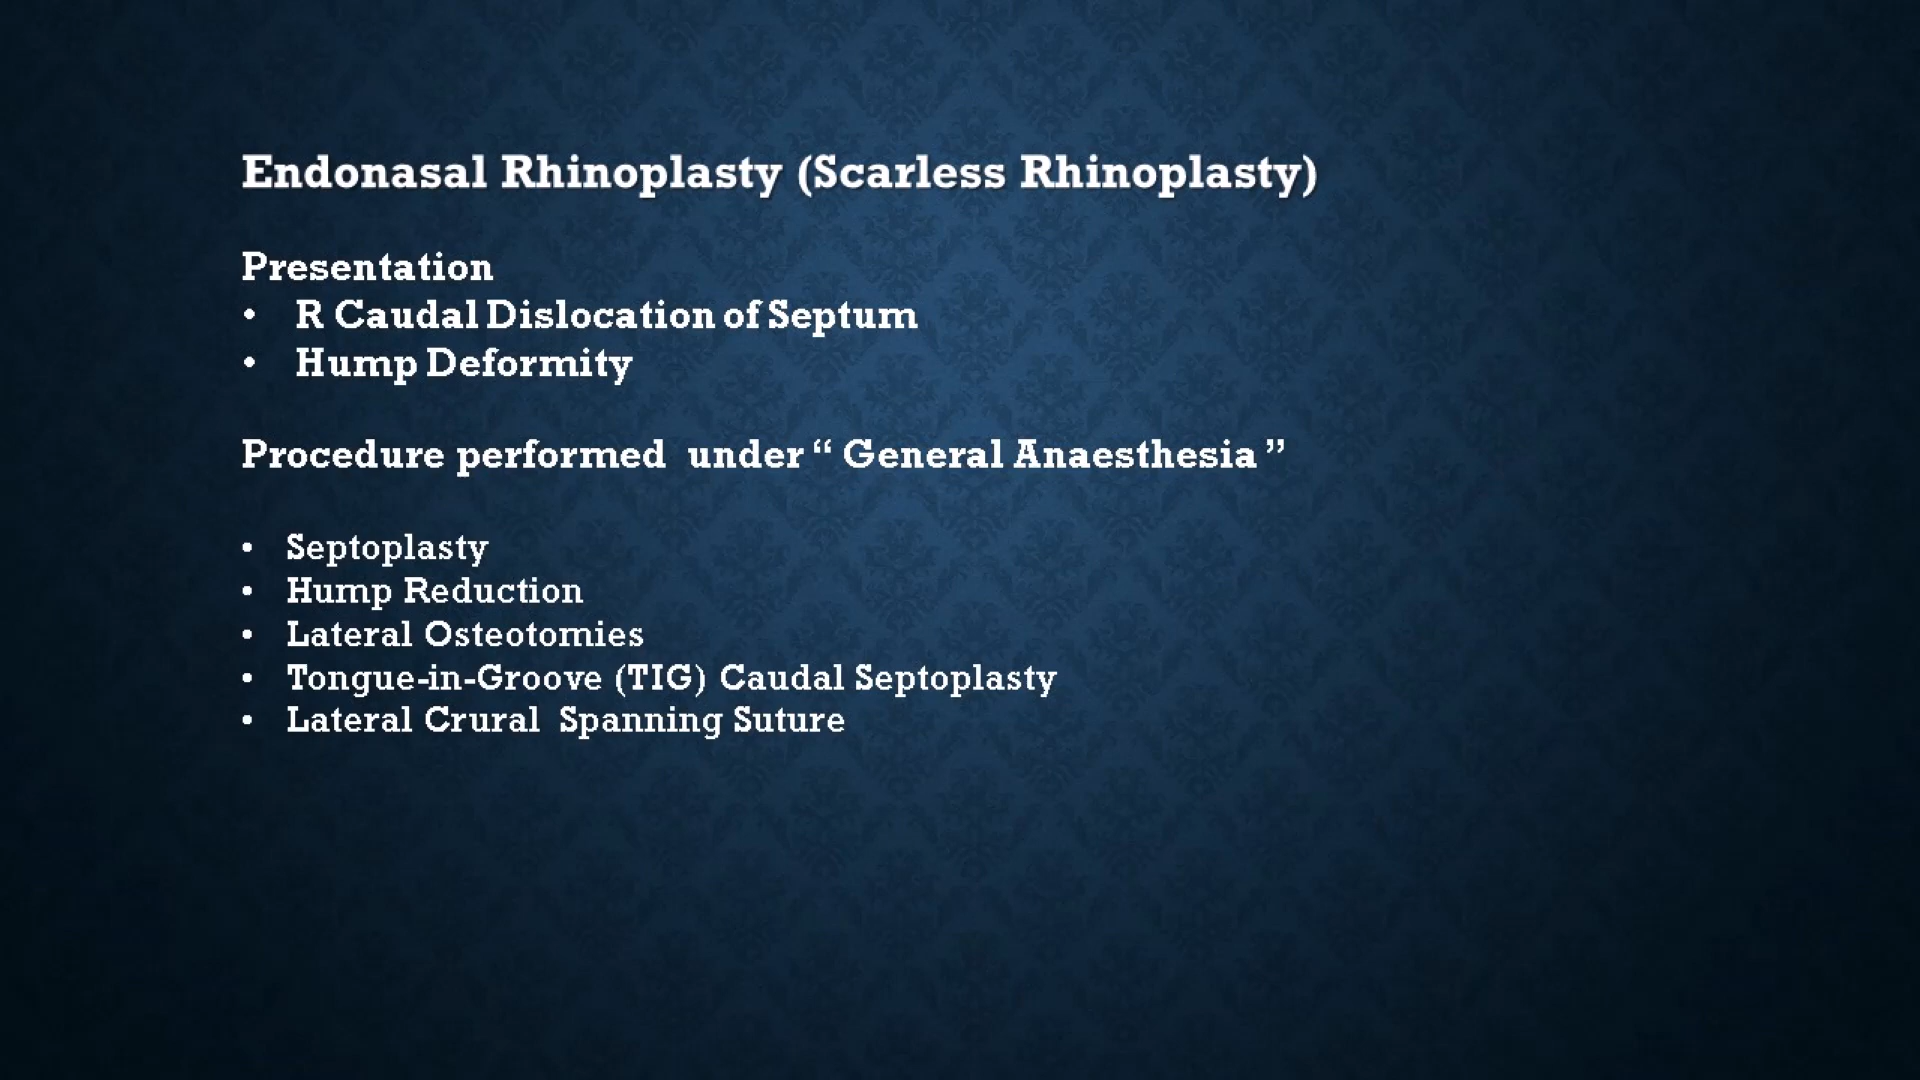 Endonasal Rhinoplasty (Scarless Rhinoplasty)
Presentation
• R Caudal Dislocation of Septum
• Hump Deformity
Procedure performed under “ General Anaesthesia ”
• Septoplasty
• Hump Reduction
• Lateral Osteotomies
• Tongue-in-Groove (TIG) Caudal Septoplasty
• Lateral Crural Spanning Suture